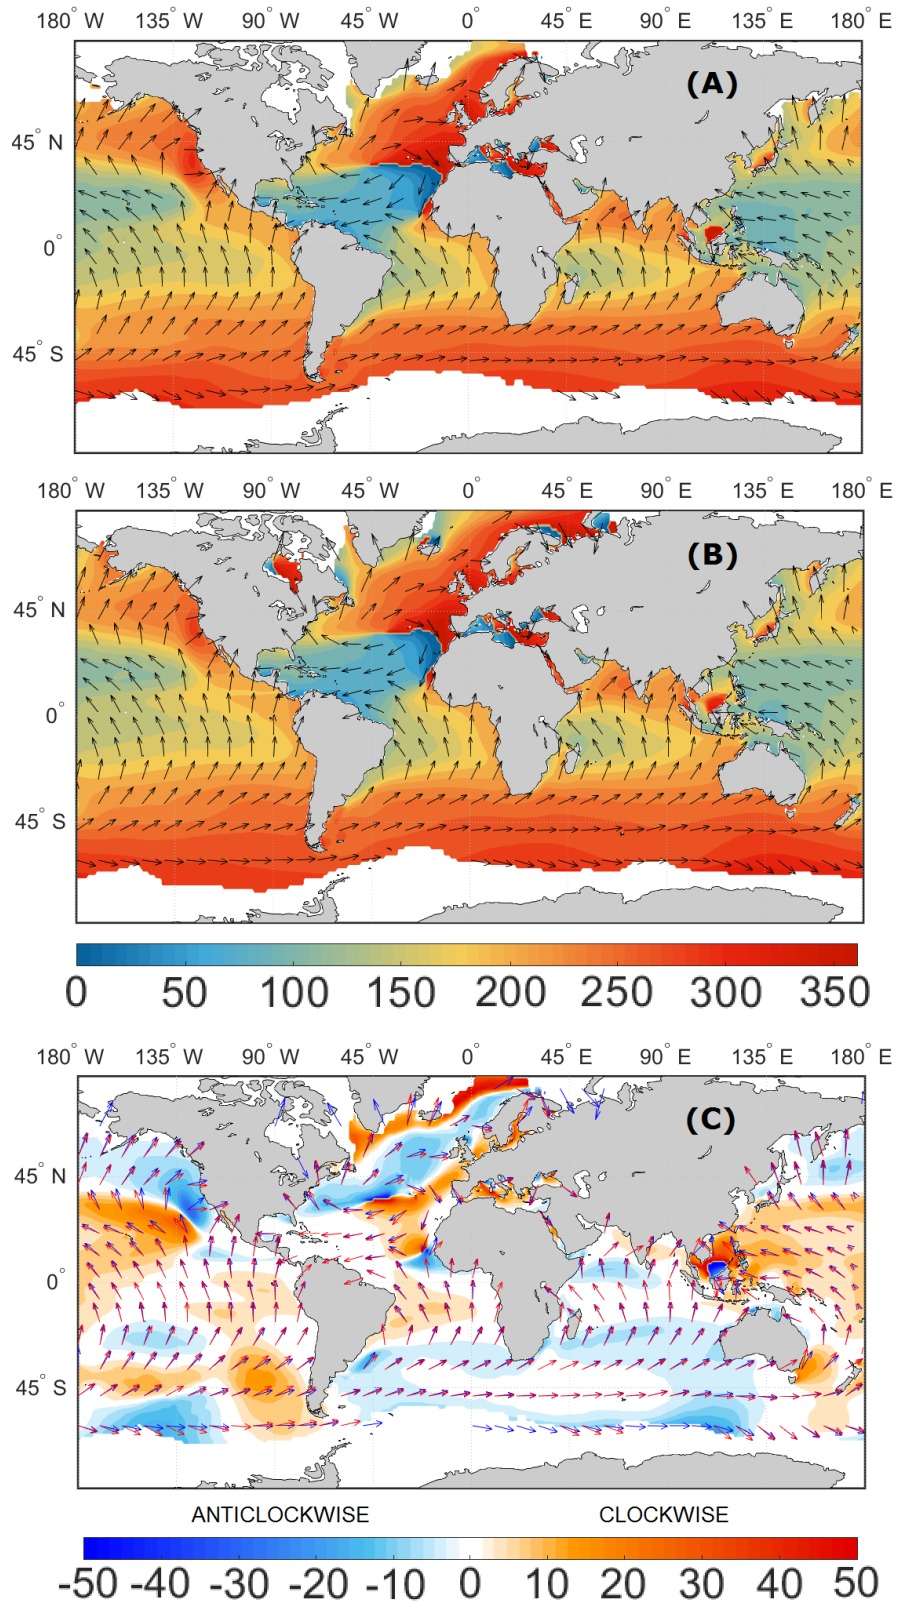 180° W 135° W 90° W 45° W 0° 45° E 90° E 135° E 180° E
(A)
45° N
0°
45° S
180° W 135° W 90° W 45° W 0° 45° E 90° E 135° E 180° E
(B)
45° N
0°
45° S
0 50 100 150 200 250 300 350
180° W 135° W 90° W 45° W 0° 45° E 90° E 135° E 180° E
(C)
45° N
0°
45° S
ANTICLOCKWISE CLOCKWISE
-50 -40 -30 -20 -10 0 10 20 30 40 50